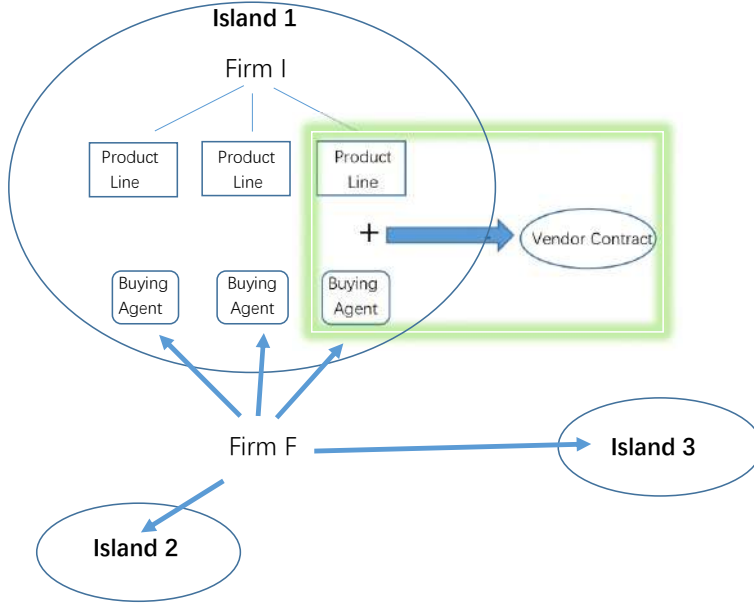 Island 1
Firm I
Product
Line
Product
Line
Product
Line
+
Vendor Contract
Buying
Agent
Buying
Agent
Buying
Agent
Firm F
Island 3
Island 2